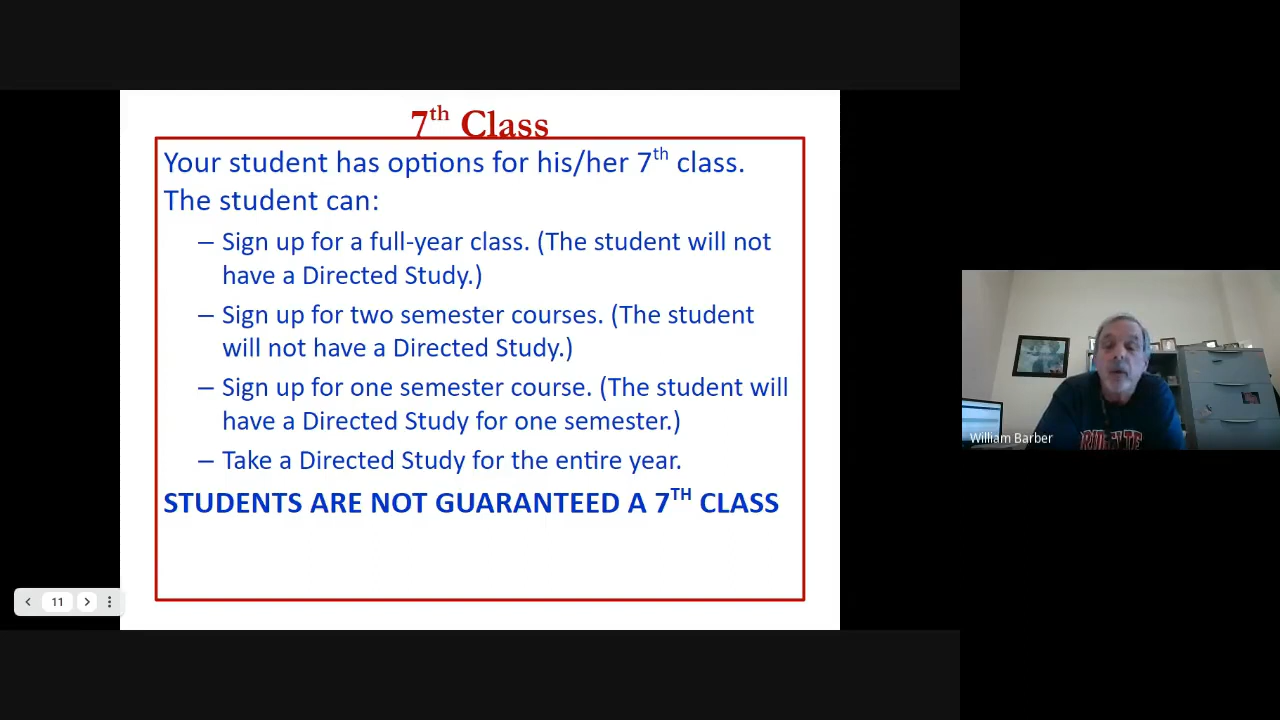 7th Class
Your student has options for his/her 7th class.
The student can:
– Sign up for a full-year class. (The student will not
have a Directed Study.)
– Sign up for two semester courses. (The student
will not have a Directed Study.)
– Sign up for one semester course. (The student will
have a Directed Study for one semester.)
– Take a Directed Study for the entire year.
STUDENTS ARE NOT GUARANTEED A 7TH CLASS
11
William Barber